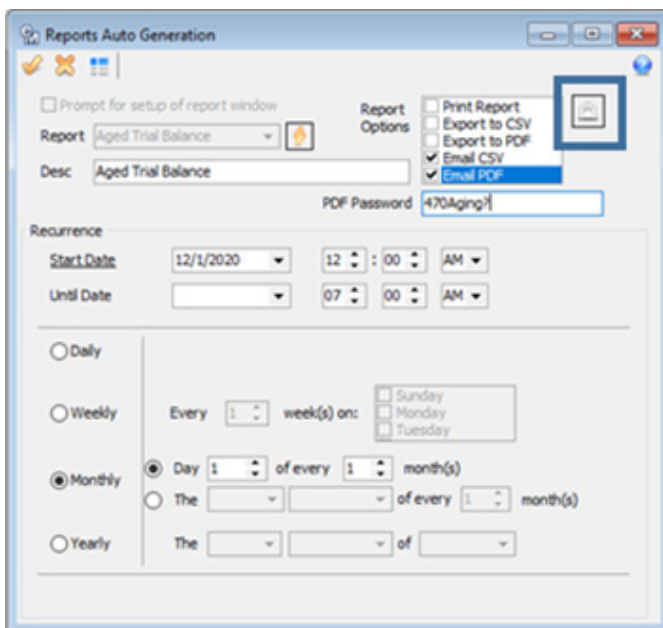 Reports Auto Generation
Prompt for setup of report window
Report Options
Print Report
Export to CSV
Export to PDF
Email CSV
Email PDF
Report Aged Trial Balance
Desc Aged Trial Balance
PDF Password 470Aging?
Recurrence
Start Date 12/1/2020 12 : 00 AM
Until Date 07 00 AM
Daily
Weekly Every 1 week(s) on:
Sunday
Monday
Tuesday
Monthly
Day 1 of every 1 month(s)
The of every 1 month(s)
Yearly The of